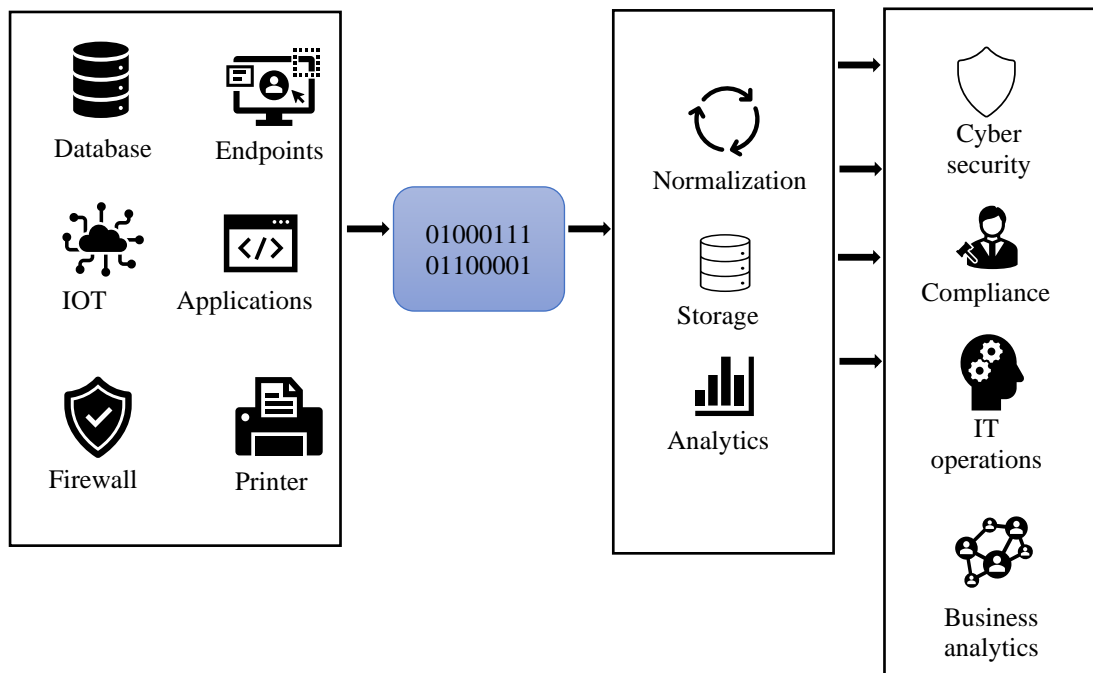 Database
Endpoints
IOT
Applications
Firewall
Printer
01000111
01100001
Normalization
Storage
Analytics
Cyber
security
Compliance
IT
operations
Business
analytics